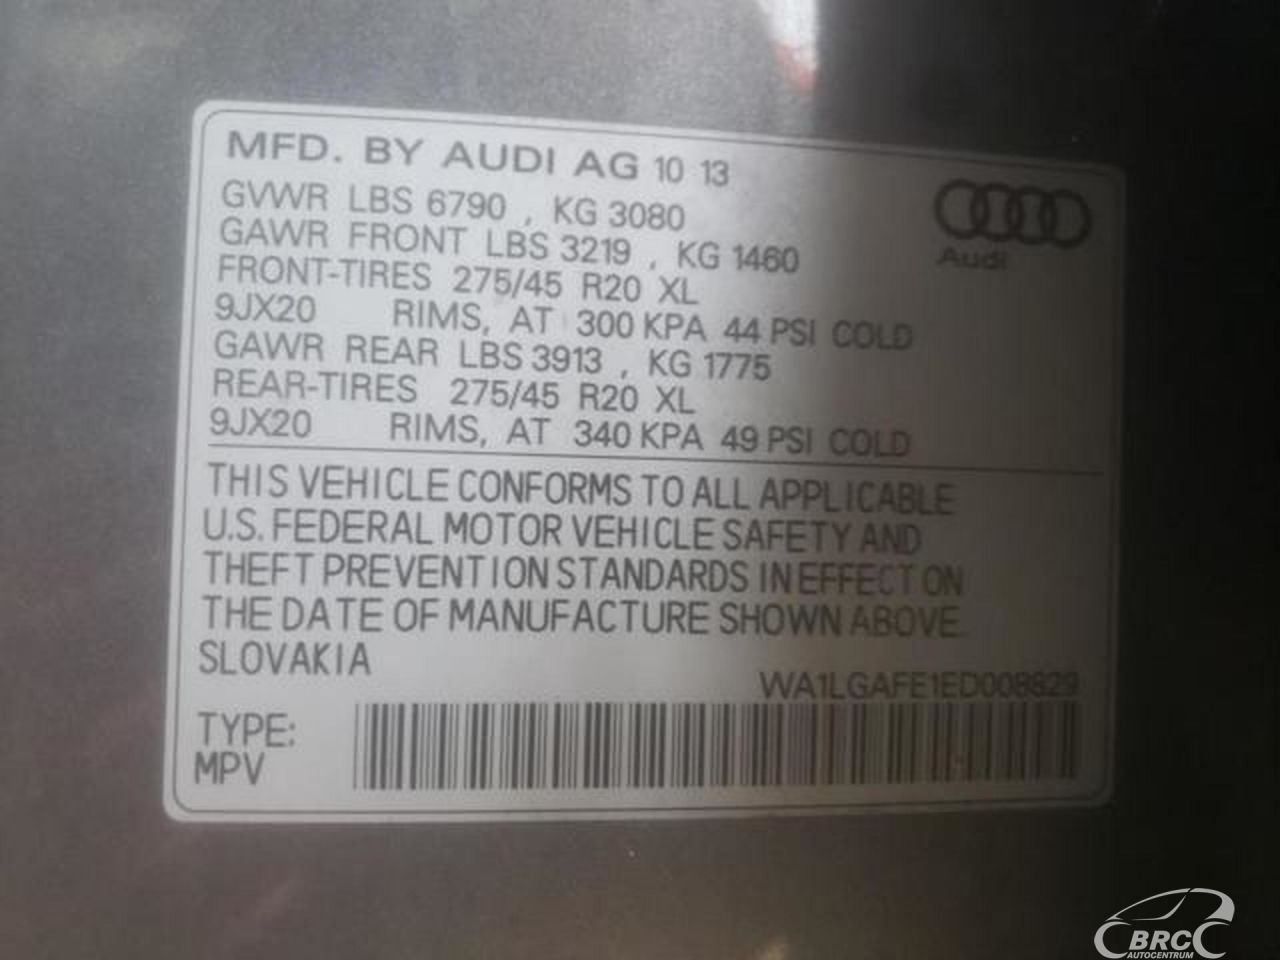 MFD. BY AUDI AG 10 13
GVWR LBS 6790 , KG 3080
GAWR FRONT LBS 3219 , KG 1460
FRONT-TIRES 275/45 R20 XL
9JX20 RIMS, AT 300 KPA 44 PSI COLD
GAWR REAR LBS 3913 , KG 1775
REAR-TIRES 275/45 R20 XL
9JX20 RIMS, AT 340 KPA 49 PSI COLD
Audi
THIS VEHICLE CONFORMS TO ALL APPLICABLE
U.S. FEDERAL MOTOR VEHICLE SAFETY AND
THEFT PREVENTION STANDARDS IN EFFECT ON
THE DATE OF MANUFACTURE SHOWN ABOVE.
SLOVAKIA
WA1LGAFE1ED008829
TYPE:
MPV
BRC
AUTOCENTRUM